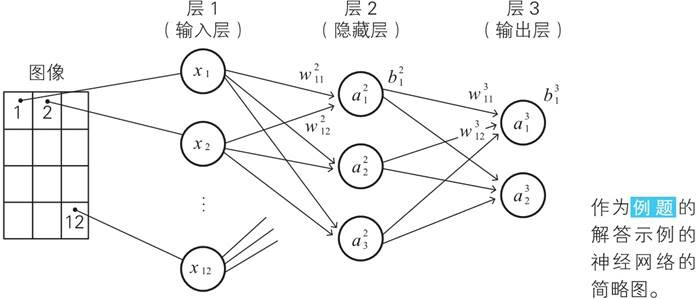 层 1
（输入层）
层 2
（隐藏层）
层 3
（输出层）
图像
1
2
12
x₁
x₂
⋮
x₁₂
w²₁₁
w²₁₂
b²₁
a²₁
a²₂
a²₃
w³₁₁
w³₁₂
b³₁
a³₁
a³₂
作为例题的
解答示例的
神经网络的
简略图。